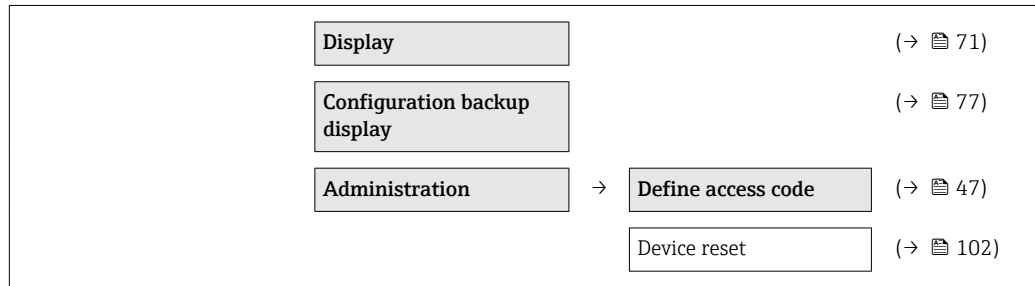 Display (→ 71)
Configuration backup (→ 77)
display
Administration → Define access code (→ 47)
Device reset (→ 102)